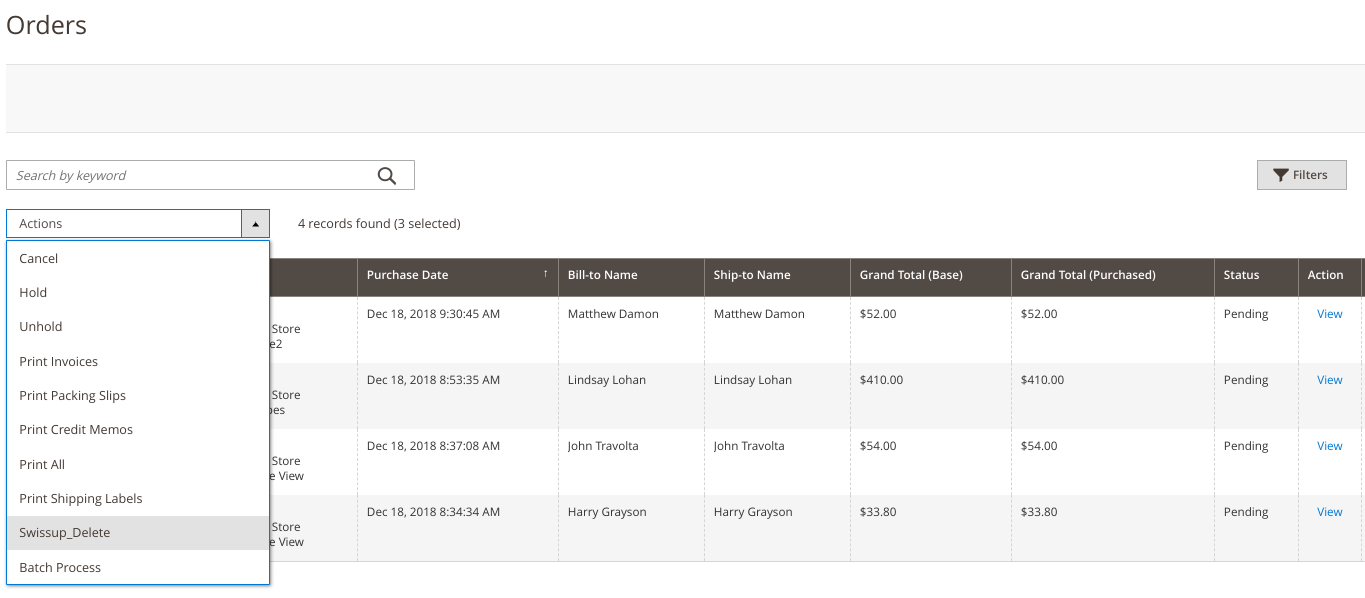 Orders
Search by keyword
Filters
Actions
4 records found (3 selected)
Cancel
Hold
Unhold
Print Invoices
Print Packing Slips
Print Credit Memos
Print All
Print Shipping Labels
Swissup_Delete
Batch Process
Purchase Date ↑ Bill-to Name Ship-to Name Grand Total (Base) Grand Total (Purchased) Status Action
Dec 18, 2018 9:30:45 AM Matthew Damon Matthew Damon $52.00 $52.00 Pending View
Store
Dec 18, 2018 8:53:35 AM Lindsay Lohan Lindsay Lohan $410.00 $410.00 Pending View
Store
Dec 18, 2018 8:37:08 AM John Travolta John Travolta $54.00 $54.00 Pending View
Store
View
Dec 18, 2018 8:34:34 AM Harry Grayson Harry Grayson $33.80 $33.80 Pending View
Store
View